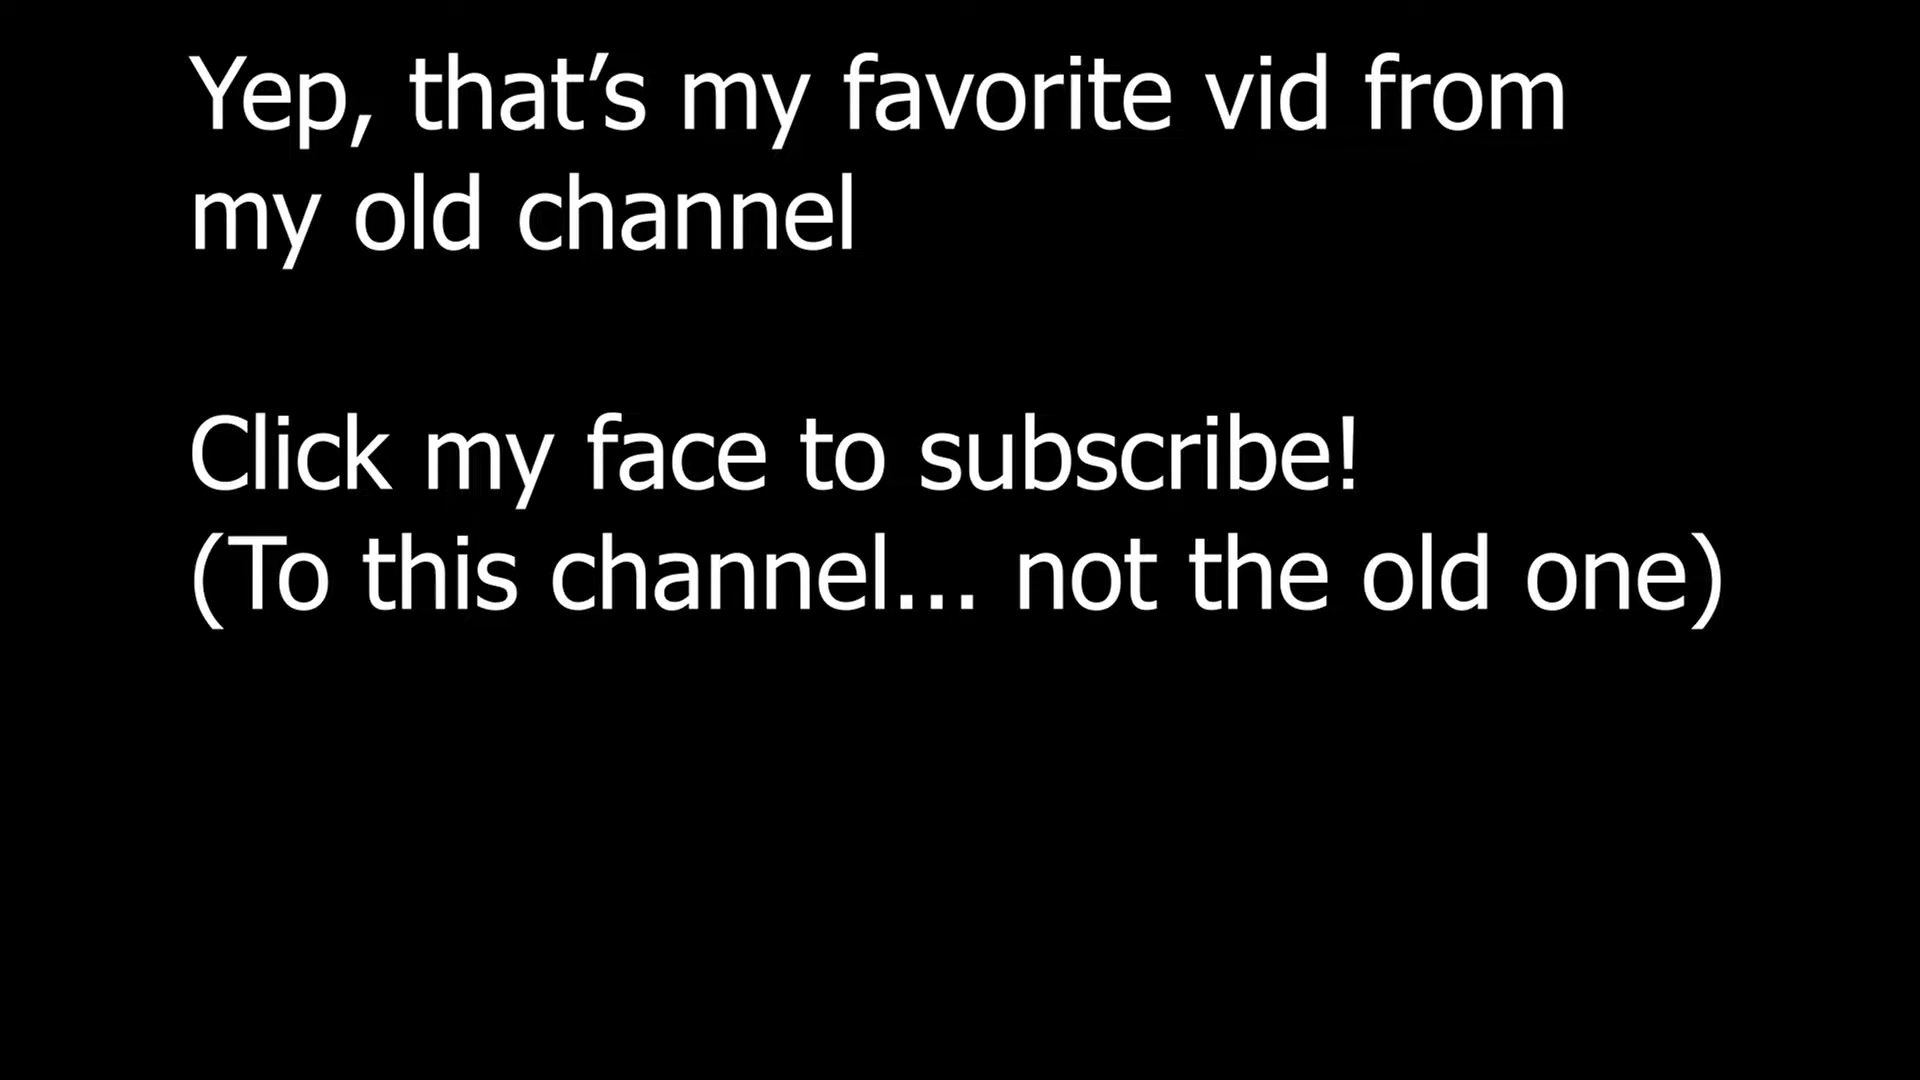 Yep, that’s my favorite vid from
my old channel
Click my face to subscribe!
(To this channel... not the old one)